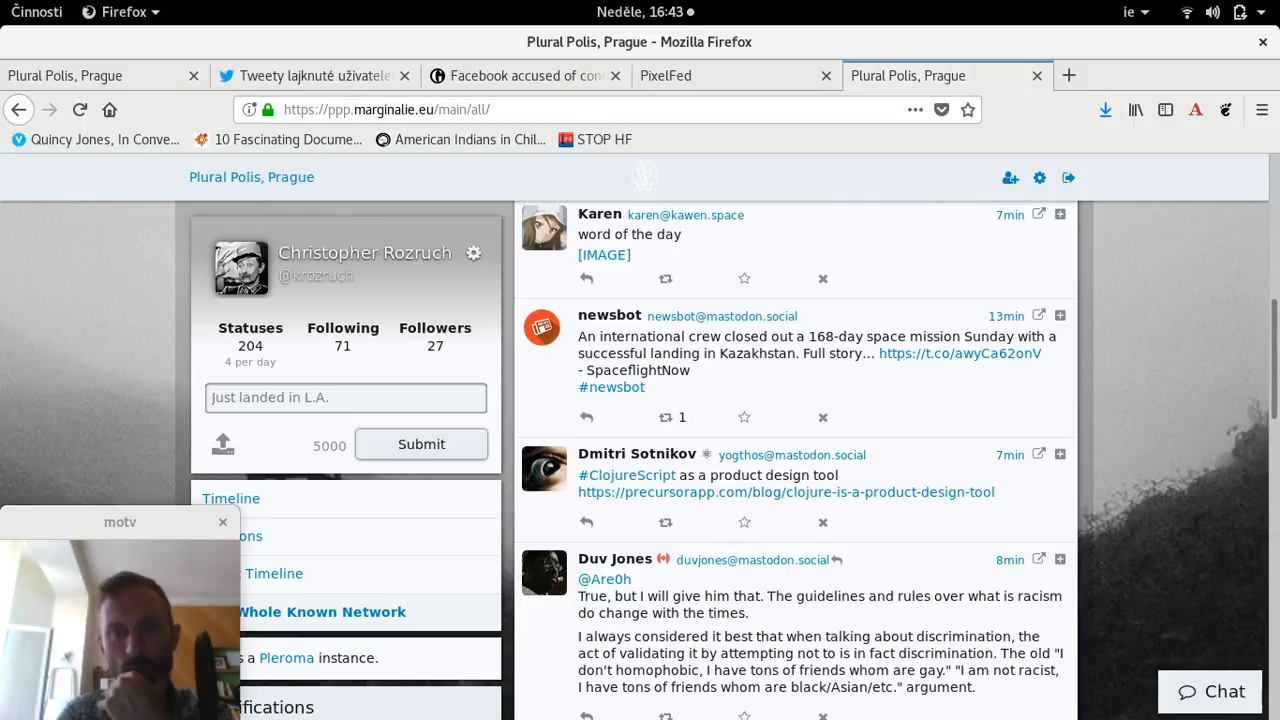 Činnosti
Firefox
Neděle, 16:43
ie
Plural Polis, Prague - Mozilla Firefox
Plural Polis, Prague
Tweety lajknuté uživatele
Facebook accused of con
PixelFed
Plural Polis, Prague
https://ppp.marginalie.eu/main/all/
Quincy Jones, In Conve...
10 Fascinating Docume...
American Indians in Chil...
STOP HF
Plural Polis, Prague
Christopher Rozruch
@krozruch
Statuses Following Followers
204 71 27
4 per day
Just landed in L.A.
5000
Submit
Timeline
ons
Timeline
Whole Known Network
s a Pleroma instance.
ifications
Karen karen@kawen.space 7min
word of the day
[IMAGE]
newsbot newsbot@mastodon.social 13min
An international crew closed out a 168-day space mission Sunday with a
successful landing in Kazakhstan. Full story… https://t.co/awyCa62onV
- SpaceflightNow
#newsbot
1
Dmitri Sotnikov ⚛ yogthos@mastodon.social 7min
#ClojureScript as a product design tool
https://precursorapp.com/blog/clojure-is-a-product-design-tool
Duv Jones duvjones@mastodon.social 8min
@Are0h
True, but I will give him that. The guidelines and rules over what is racism
do change with the times.
I always considered it best that when talking about discrimination, the
act of validating it by attempting not to is in fact discrimination. The old "I
don't homophobic, I have tons of friends whom are gay." "I am not racist,
I have tons of friends whom are black/Asian/etc." argument.
motv
Chat